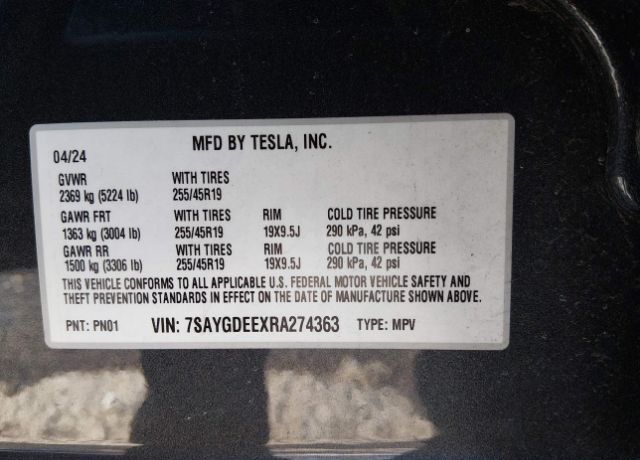 MFD BY TESLA, INC.
04/24
GVWR WITH TIRES
2369 kg (5224 lb) 255/45R19
GAWR FRT WITH TIRES RIM COLD TIRE PRESSURE
1363 kg (3004 lb) 255/45R19 19X9.5J 290 kPa, 42 psi
GAWR RR WITH TIRES RIM COLD TIRE PRESSURE
1500 kg (3306 lb) 255/45R19 19X9.5J 290 kPa, 42 psi
THIS VEHICLE CONFORMS TO ALL APPLICABLE U.S. FEDERAL MOTOR VEHICLE SAFETY AND
THEFT PREVENTION STANDARDS IN EFFECT ON THE DATE OF MANUFACTURE SHOWN ABOVE.
PNT: PN01 VIN: 7SAYGDEEXRA274363 TYPE: MPV